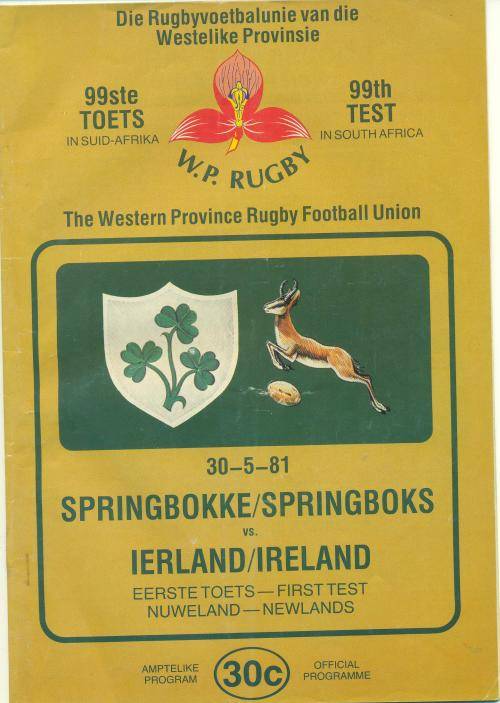 Die Rugbyvoetbalunie van die
Westelike Provinsie
99ste
TOETS
IN SUID-AFRIKA
99th
TEST
IN SOUTH AFRICA
W.P. RUGBY
The Western Province Rugby Football Union
30–5–81
SPRINGBOKKE/SPRINGBOKS
vs.
IERLAND/IRELAND
EERSTE TOETS — FIRST TEST
NUWELAND — NEWLANDS
AMPTELIKE
PROGRAM
30c
OFFICIAL
PROGRAMME